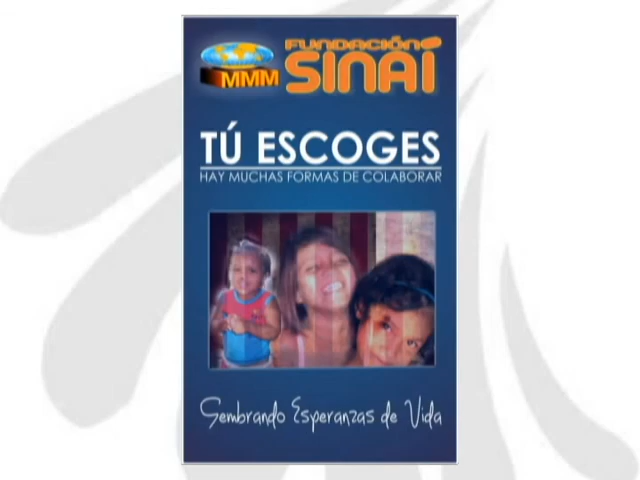 FUNDACIÓN
MMM SINAÍ
TÚ ESCOGES
HAY MUCHAS FORMAS DE COLABORAR
Sembrando Esperanzas de Vida